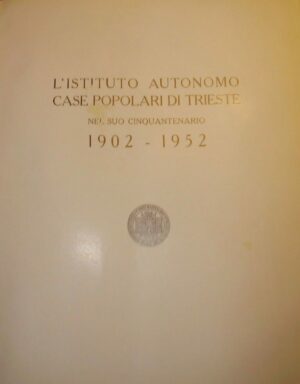 L'ISTITUTO AUTONOMO
CASE POPOLARI DI TRIESTE
NEL SUO CINQUANTENARIO
1902 - 1952